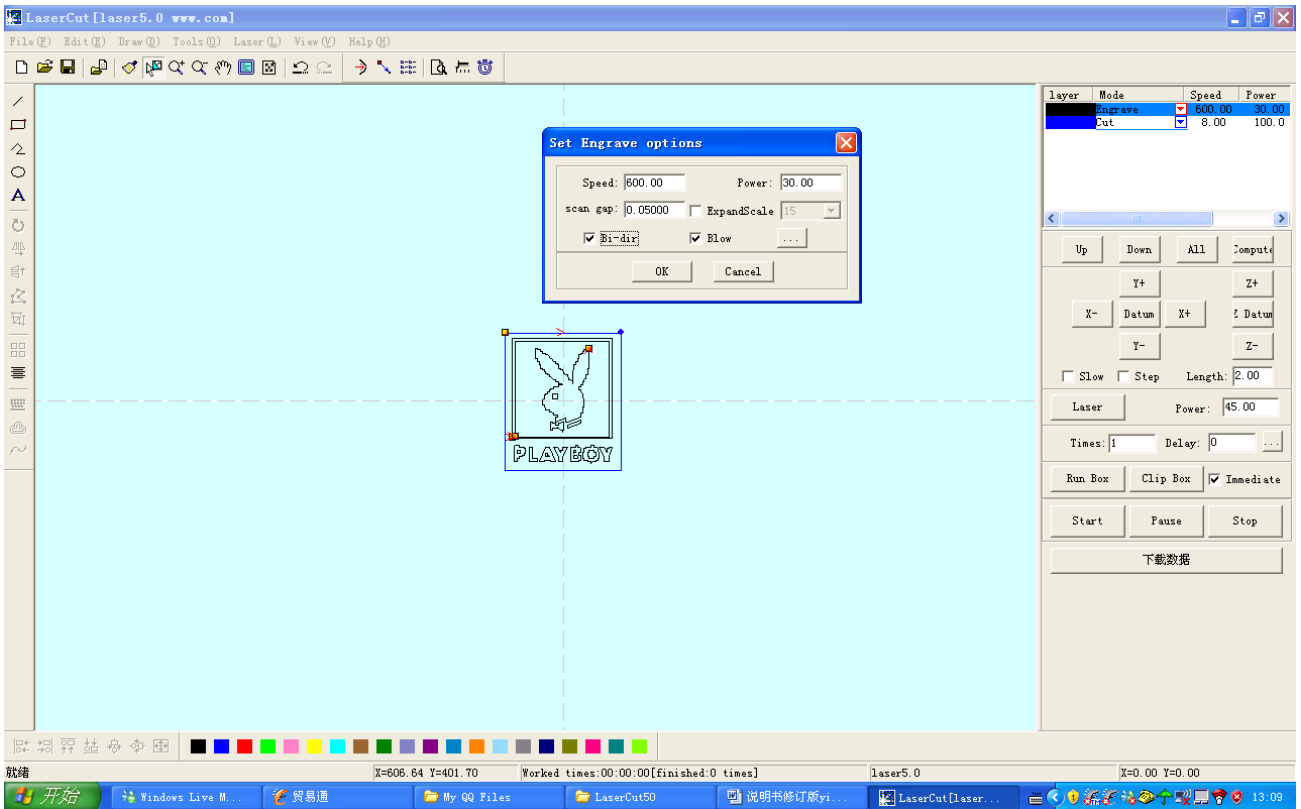 LaserCut[laser5.0 www.com]
File(F) Edit(E) Draw(D) Tools(Q) Laser(L) View(V) Help(H)
layer Mode Speed Power
Engrave 600.00 30.00
Cut 8.00 100.0
Set Engrave options
Speed: 600.00 Power: 30.00
scan gap: 0.05000 ExpandScale 15
Bi-dir Blow ...
OK Cancel
PLAYBOY
A
Up Down All Compute
Y+ Z+
X- Datum X+ Z Datum
Y- Z-
Slow Step Length: 2.00
Laser Power: 45.00
Times: 1 Delay: 0 ...
Run Box Clip Box Immediate
Start Pause Stop
下载数据
就绪 X=606.64 Y=401.70 Worked times:00:00:00[finished:0 times] laser5.0 X=0.00 Y=0.00
开始 Windows Live M... 贸易通 My QQ Files LaserCut50 说明书修订版yi... LaserCut[laser... 13:09